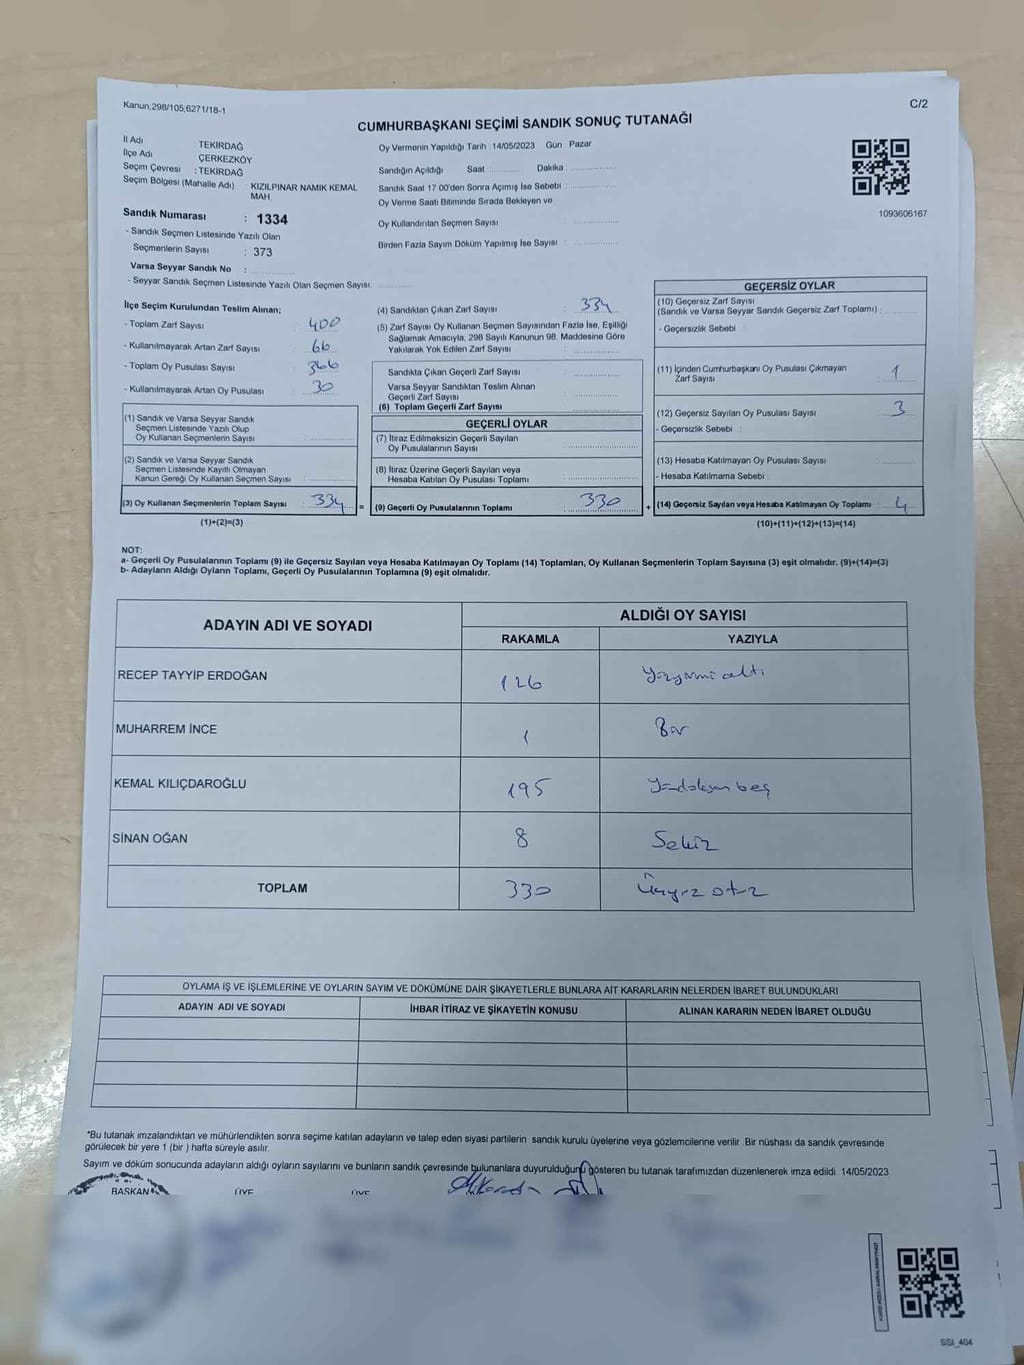 Kanun;298/105;6271/18-1
C/2
CUMHURBAŞKANI SEÇİMİ SANDIK SONUÇ TUTANAĞI
İl Adı : TEKİRDAĞ
İlçe Adı : ÇERKEZKÖY
Seçim Çevresi : TEKİRDAĞ
Seçim Bölgesi (Mahalle Adı) : KIZILPINAR NAMIK KEMAL
MAH.
Sandık Numarası : 1334
- Sandık Seçmen Listesinde Yazılı Olan
Seçmenlerin Sayısı : 373
Varsa Seyyar Sandık No :
- Seyyar Sandık Seçmen Listesinde Yazılı Olan Seçmen Sayısı:
Oy Vermenin Yapıldığı Tarih : 14/05/2023 Gün : Pazar
Sandığın Açıldığı Saat Dakika
Sandık Saat 17:00'den Sonra Açımış İse Sebebi :
Oy Verme Saati Bitiminde Sırada Bekleyen ve
Oy Kullandırılan Seçmen Sayısı :
Birden Fazla Sayım Döküm Yapılmış İse Sayısı :
1093606167
İlçe Seçim Kurulundan Teslim Alınan;
- Toplam Zarf Sayısı : 400
- Kullanılmayarak Artan Zarf Sayısı : 66
- Toplam Oy Pusulası Sayısı : 366
- Kullanılmayarak Artan Oy Pusulası : 30
(1) Sandık ve Varsa Seyyar Sandık
Seçmen Listesinde Yazılı Olup
Oy Kullanan Seçmenlerin Sayısı :
(2) Sandık ve Varsa Seyyar Sandık
Seçmen Listesinde Kayıtlı Olmayan
Kanun Gereği Oy Kullanan Seçmen Sayısı :
(3) Oy Kullanan Seçmenlerin Toplam Sayısı : 334
(1)+(2)=(3)
(4) Sandıktan Çıkan Zarf Sayısı : 334
(5) Zarf Sayısı Oy Kullanan Seçmen Sayısından Fazla İse, Eşitliği
Sağlamak Amacıyla, 298 Sayılı Kanunun 98. Maddesine Göre
Yakılarak Yok Edilen Zarf Sayısı :
Sandıkta Çıkan Geçerli Zarf Sayısı :
Varsa Seyyar Sandıktan Teslim Alınan
Geçerli Zarf Sayısı :
(6) Toplam Geçerli Zarf Sayısı :
GEÇERLİ OYLAR
(7) İtiraz Edilmeksizin Geçerli Sayılan
Oy Pusulalarının Sayısı :
(8) İtiraz Üzerine Geçerli Sayılan veya
Hesaba Katılan Oy Pusulası Toplamı :
= (9) Geçerli Oy Pusulalarının Toplamı : 330
GEÇERSİZ OYLAR
(10) Geçersiz Zarf Sayısı
(Sandık ve Varsa Seyyar Sandık Geçersiz Zarf Toplamı) :
- Geçersizlik Sebebi :
(11) İçinden Cumhurbaşkanı Oy Pusulası Çıkmayan
Zarf Sayısı : 1
(12) Geçersiz Sayılan Oy Pusulası Sayısı : 3
- Geçersizlik Sebebi :
(13) Hesaba Katılmayan Oy Pusulası Sayısı :
- Hesaba Katılmama Sebebi :
+ (14) Geçersiz Sayılan veya Hesaba Katılmayan Oy Toplamı : 4
(10)+(11)+(12)+(13)=(14)
NOT:
a- Geçerli Oy Pusulalarının Toplamı (9) ile Geçersiz Sayılan veya Hesaba Katılmayan Oy Toplamı (14) Toplamları, Oy Kullanan Seçmenlerin Toplam Sayısına (3) eşit olmalıdır. (9)+(14)=(3)
b- Adayların Aldığı Oyların Toplamı, Geçerli Oy Pusulalarının Toplamına (9) eşit olmalıdır.
ADAYIN ADI VE SOYADI
ALDIĞI OY SAYISI
RAKAMLA YAZIYLA
RECEP TAYYİP ERDOĞAN 126 Yüzyirmi altı
MUHARREM İNCE 1 Bir
KEMAL KILIÇDAROĞLU 195 Yüzdoksan beş
SİNAN OĞAN 8 Sekiz
TOPLAM 330 Üçyüz otuz
OYLAMA İŞ VE İŞLEMLERİNE VE OYLARIN SAYIM VE DÖKÜMÜNE DAİR ŞİKAYETLERLE BUNLARA AİT KARARLARIN NELERDEN İBARET BULUNDUKLARI
ADAYIN ADI VE SOYADI İHBAR İTİRAZ VE ŞİKAYETİN KONUSU ALINAN KARARIN NEDEN İBARET OLDUĞU
*Bu tutanak imzalandıktan ve mühürlendikten sonra seçime katılan adayların ve talep eden siyasi partilerin sandık kurulu üyelerine veya gözlemcilerine verilir .Bir nüshası da sandık çevresinde
görülecek bir yere 1 (bir ) hafta süreyle asılır.
Sayım ve döküm sonucunda adayların aldığı oyların sayılarını ve bunların sandık çevresinde bulunanlara duyurulduğunu gösteren bu tutanak tarafımızdan düzenlenerek imza edildi. 14/05/2023
BAŞKAN ÜYE ÜYE
SSI_404